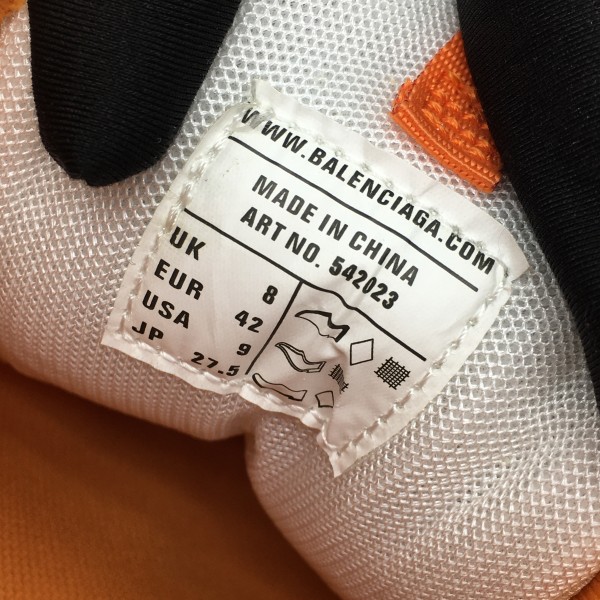 WWW.BALENCIAGA.COM
MADE IN CHINA
ART NO. 542023
UK 8
EUR 42
USA 9
JP 27.5